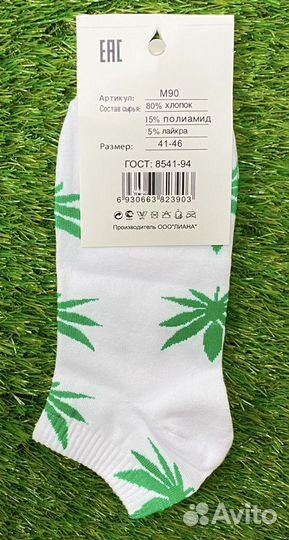 EAC
Артикул: М90
Состав сырья: 80% хлопок
15% полиамид
5% лайкра
Размер: 41-46
ГОСТ: 8541-94
6 930663 823903
Производитель ООО"ЛИАНА"
Avito